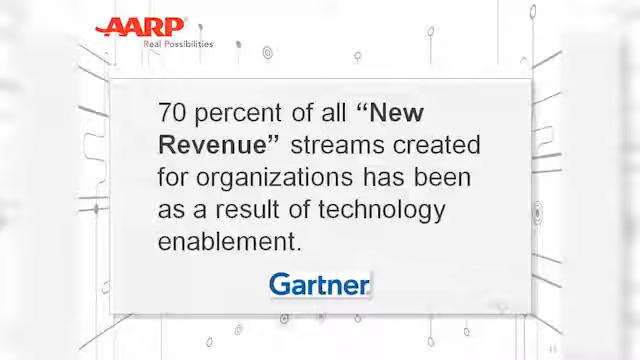 AARP
Real Possibilities
70 percent of all “New
Revenue” streams created
for organizations has been
as a result of technology
enablement.
Gartner